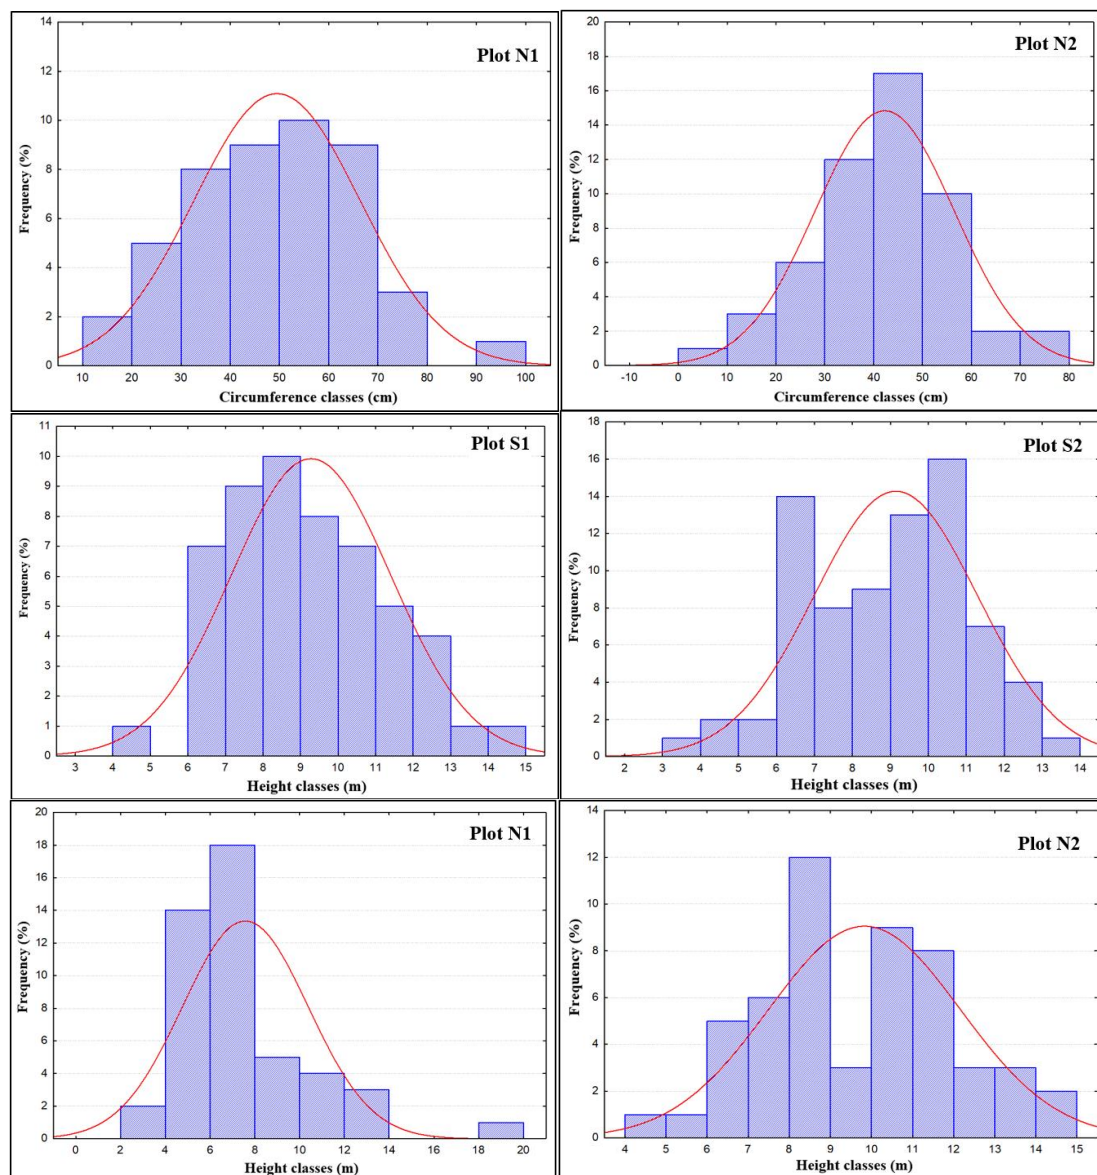 Plot N1
Frequency (%)
14
12
10
8
6
4
2
0
10 20 30 40 50 60 70 80 90 100
Circumference classes (cm)
Plot N2
Frequency (%)
20
18
16
14
12
10
8
6
4
2
0
-10 0 10 20 30 40 50 60 70 80
Circumference classes (cm)
Plot S1
Frequency (%)
11
10
9
8
7
6
5
4
3
2
1
0
3 4 5 6 7 8 9 10 11 12 13 14 15
Height classes (m)
Plot S2
Frequency (%)
18
16
14
12
10
8
6
4
2
0
2 3 4 5 6 7 8 9 10 11 12 13 14
Height classes (m)
Plot N1
Frequency (%)
20
18
16
14
12
10
8
6
4
2
0
0 2 4 6 8 10 12 14 16 18 20
Height classes (m)
Plot N2
Frequency (%)
14
12
10
8
6
4
2
0
4 5 6 7 8 9 10 11 12 13 14 15
Height classes (m)